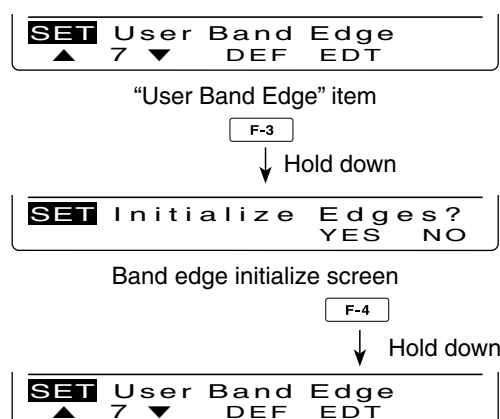 SET User Band Edge
▲ 7 ▼ DEF EDT
“User Band Edge” item
F-3
Hold down
SET Initialize Edges?
YES NO
Band edge initialize screen
F-4
Hold down
SET User Band Edge
▲ 7 ▼ DEF EDT